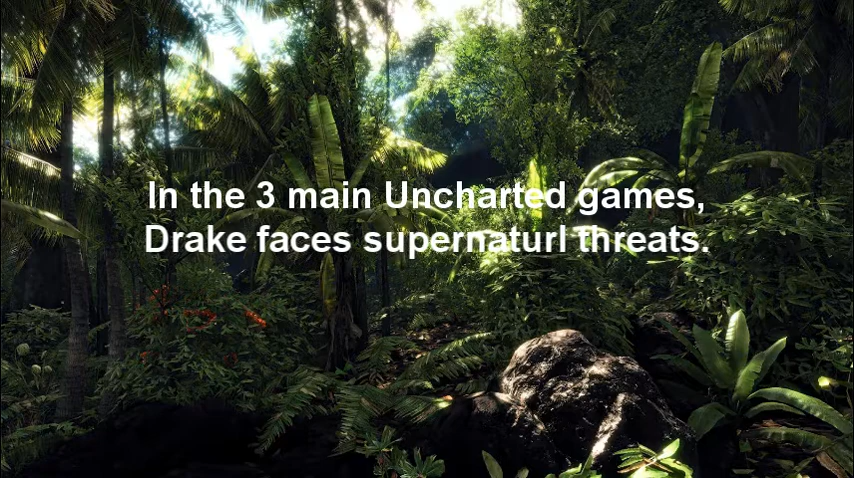 In the 3 main Uncharted games,
Drake faces supernaturl threats.